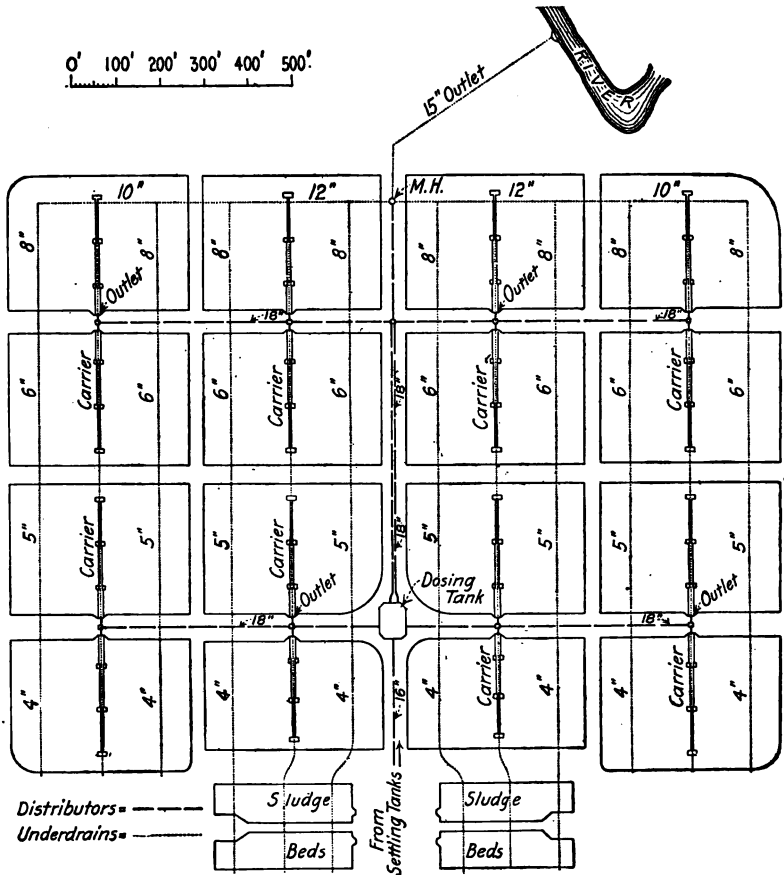 0' 100' 200' 300' 400' 500'
RIVER
15" Outlet
10" 12" M.H. 12" 10"
8" 8" 8" 8" 8" 8" 8" 8"
Outlet Outlet
18" 18"
6" Carrier 6" 6" Carrier 6" 18" 6" Carrier 6" 6" Carrier 6"
5" Carrier 5" 5" Carrier 5" 18" 5" 5" 5" 5"
Dosing
Tank
Outlet Outlet
18" 18"
4" 4" 4" 4" 16" 4" Carrier 4" 4" Carrier 4"
From
Settling Tanks
Distributors=
Underdrains=
Sludge
Beds
Sludge
Beds